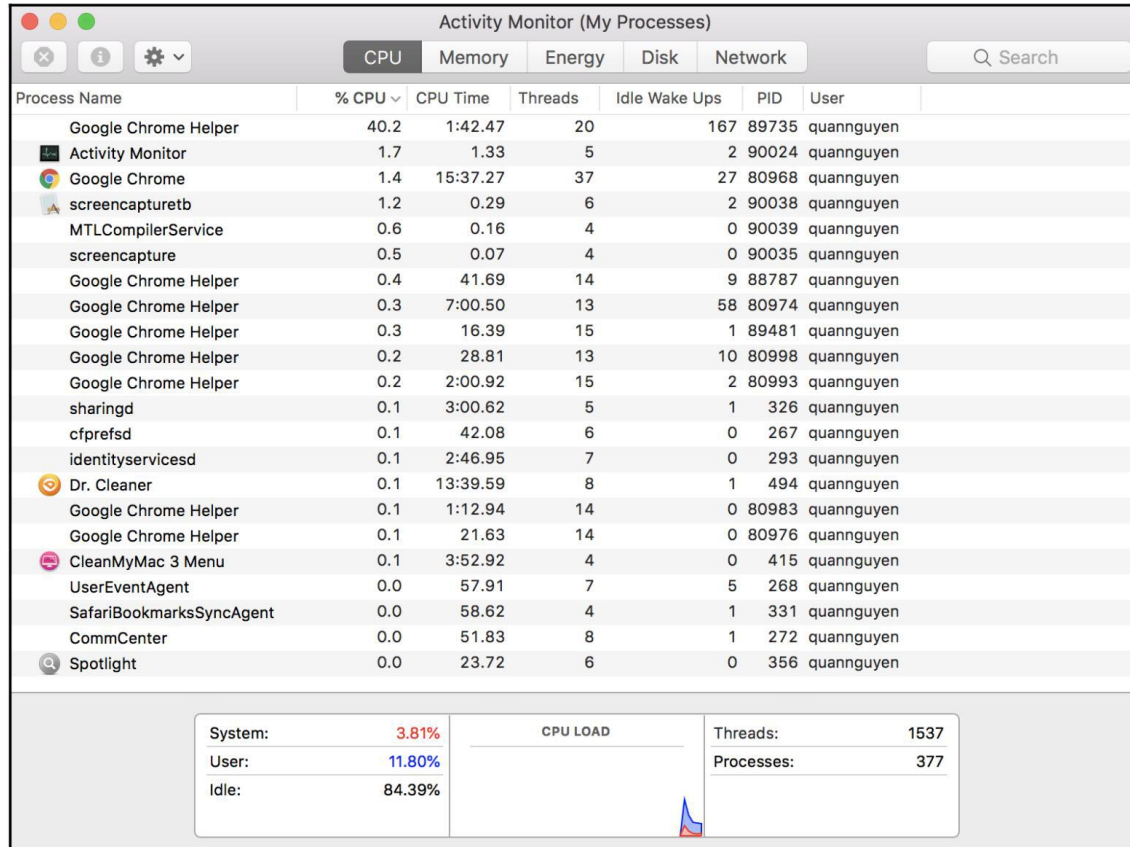 Activity Monitor (My Processes)
CPU Memory Energy Disk Network Search
Process Name % CPU CPU Time Threads Idle Wake Ups PID User
Google Chrome Helper 40.2 1:42.47 20 167 89735 quannguyen
Activity Monitor 1.7 1.33 5 2 90024 quannguyen
Google Chrome 1.4 15:37.27 37 27 80968 quannguyen
screencapturetb 1.2 0.29 6 2 90038 quannguyen
MTLCompilerService 0.6 0.16 4 0 90039 quannguyen
screencapture 0.5 0.07 4 0 90035 quannguyen
Google Chrome Helper 0.4 41.69 14 9 88787 quannguyen
Google Chrome Helper 0.3 7:00.50 13 58 80974 quannguyen
Google Chrome Helper 0.3 16.39 15 1 89481 quannguyen
Google Chrome Helper 0.2 28.81 13 10 80998 quannguyen
Google Chrome Helper 0.2 2:00.92 15 2 80993 quannguyen
sharingd 0.1 3:00.62 5 1 326 quannguyen
cfprefsd 0.1 42.08 6 0 267 quannguyen
identityservicesd 0.1 2:46.95 7 0 293 quannguyen
Dr. Cleaner 0.1 13:39.59 8 1 494 quannguyen
Google Chrome Helper 0.1 1:12.94 14 0 80983 quannguyen
Google Chrome Helper 0.1 21.63 14 0 80976 quannguyen
CleanMyMac 3 Menu 0.1 3:52.92 4 0 415 quannguyen
UserEventAgent 0.0 57.91 7 5 268 quannguyen
SafariBookmarksSyncAgent 0.0 58.62 4 1 331 quannguyen
CommCenter 0.0 51.83 8 1 272 quannguyen
Spotlight 0.0 23.72 6 0 356 quannguyen
System: 3.81% CPU LOAD Threads: 1537
User: 11.80% Processes: 377
Idle: 84.39%